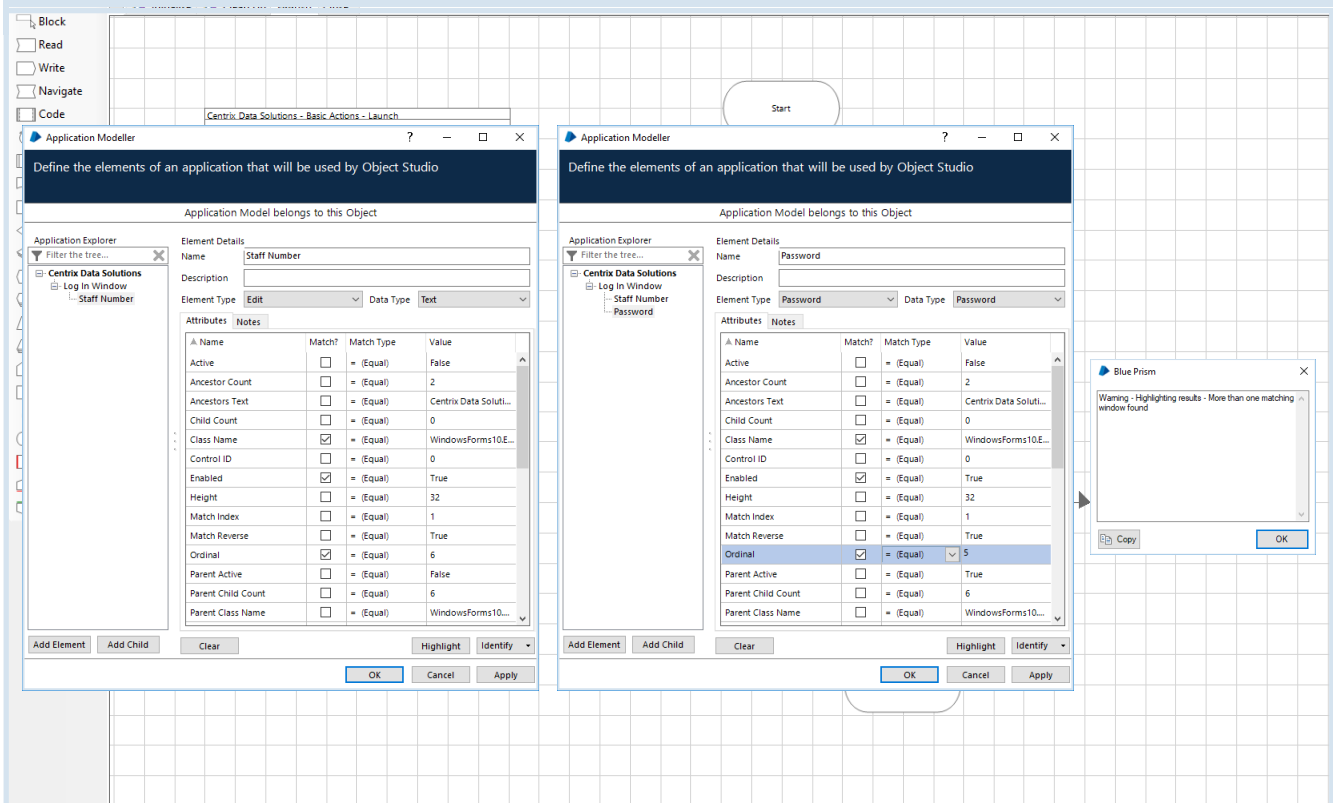 Block
Read
Write
Navigate
Code
Start
Centrix Data Solutions - Basic Actions - Launch
Application Modeller
?
Define the elements of an application that will be used by Object Studio
Application Model belongs to this Object
Application Explorer
Filter the tree...
Centrix Data Solutions
Log In Window
Staff Number
Element Details
Name Staff Number
Description
Element Type Edit Data Type Text
Attributes Notes
Name Match? Match Type Value
Active = (Equal) False
Ancestor Count = (Equal) 2
Ancestors Text = (Equal) Centrix Data Soluti...
Child Count = (Equal) 0
Class Name = (Equal) WindowsForms10.E...
Control ID = (Equal) 0
Enabled = (Equal) True
Height = (Equal) 32
Match Index = (Equal) 1
Match Reverse = (Equal) True
Ordinal = (Equal) 6
Parent Active = (Equal) False
Parent Child Count = (Equal) 6
Parent Class Name = (Equal) WindowsForms10....
Add Element Add Child Clear Highlight Identify
OK Cancel Apply
Application Modeller
?
Define the elements of an application that will be used by Object Studio
Application Model belongs to this Object
Application Explorer
Filter the tree...
Centrix Data Solutions
Log In Window
Staff Number
Password
Element Details
Name Password
Description
Element Type Password Data Type Password
Attributes Notes
Name Match? Match Type Value
Active = (Equal) False
Ancestor Count = (Equal) 2
Ancestors Text = (Equal) Centrix Data Soluti...
Child Count = (Equal) 0
Class Name = (Equal) WindowsForms10.E...
Control ID = (Equal) 0
Enabled = (Equal) True
Height = (Equal) 32
Match Index = (Equal) 1
Match Reverse = (Equal) True
Ordinal = (Equal) 5
Parent Active = (Equal) True
Parent Child Count = (Equal) 6
Parent Class Name = (Equal) WindowsForms10....
Add Element Add Child Clear Highlight Identify
OK Cancel Apply
Blue Prism
Warning - Highlighting results - More than one matching
window found
Copy OK